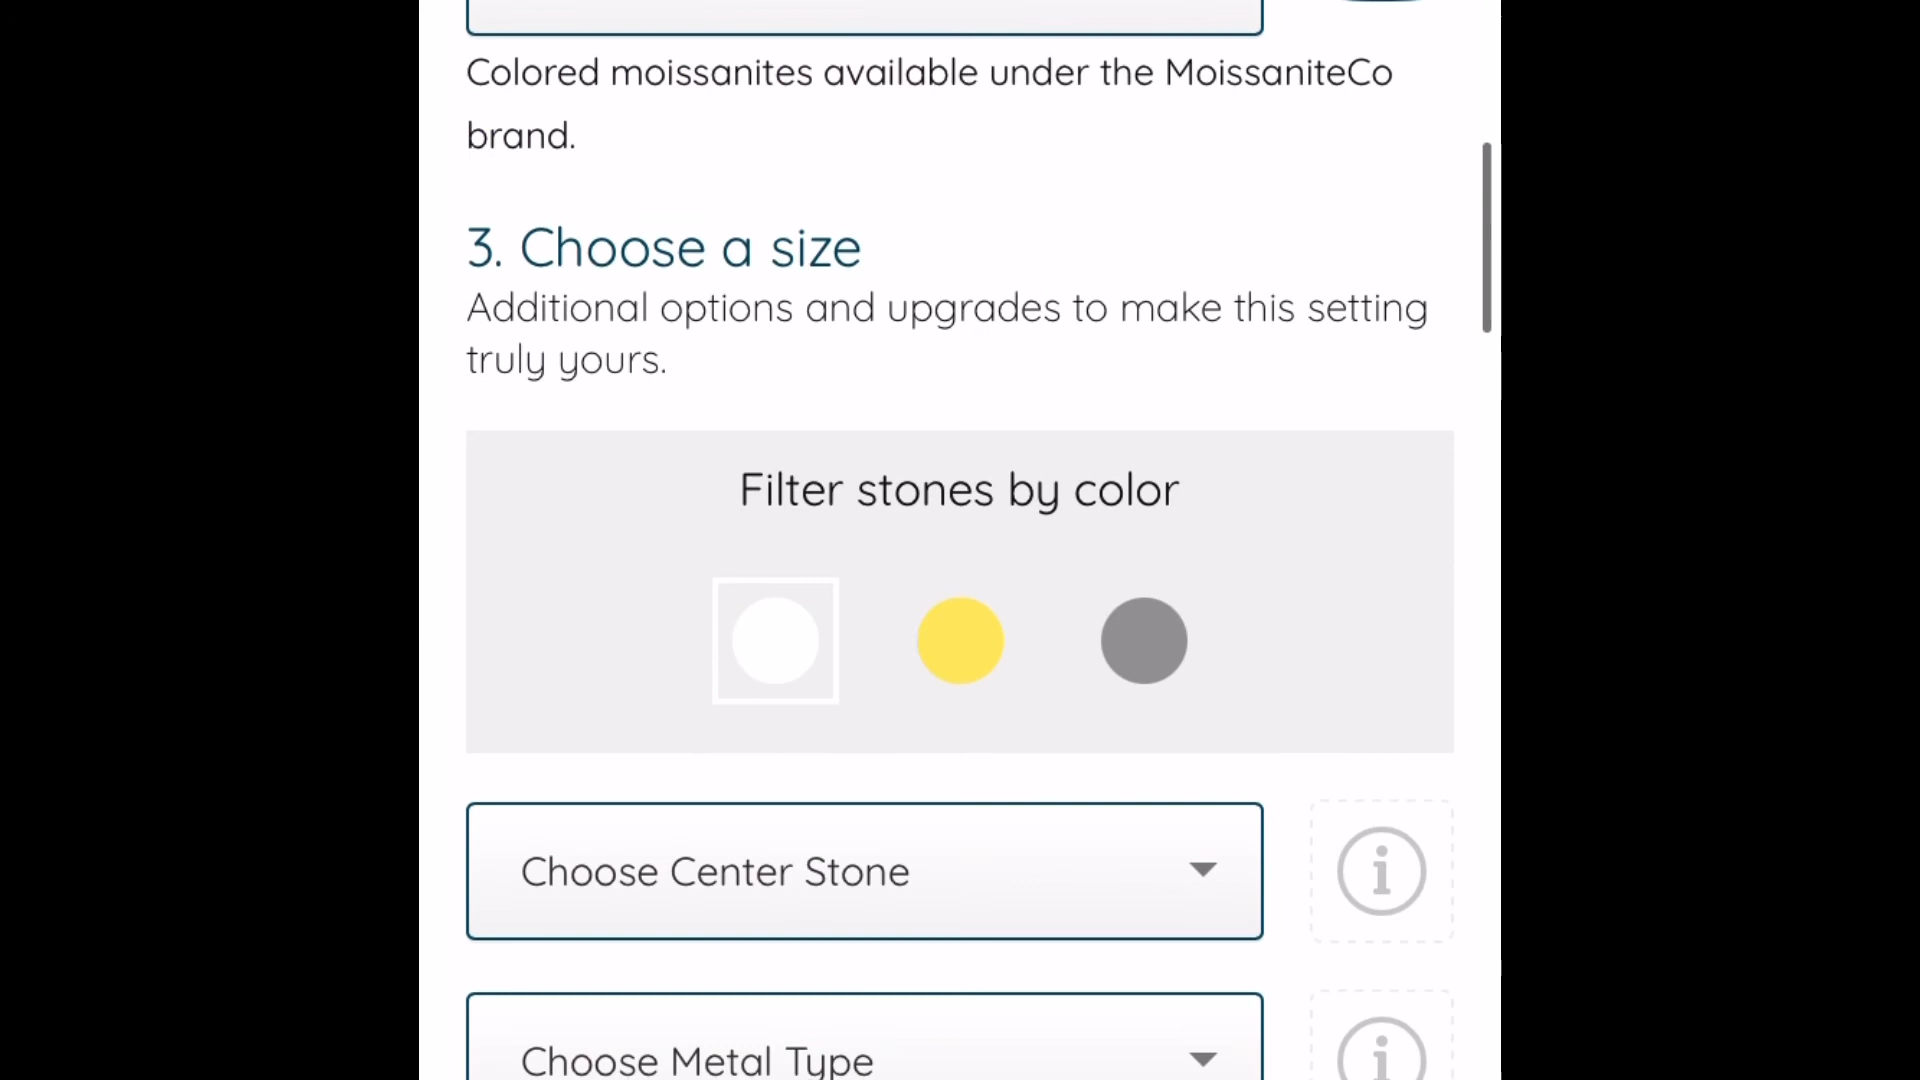 Colored moissanites available under the MoissaniteCo
brand.
3. Choose a size
Additional options and upgrades to make this setting
truly yours.
Filter stones by color
Choose Center Stone
i
Choose Metal Type
i